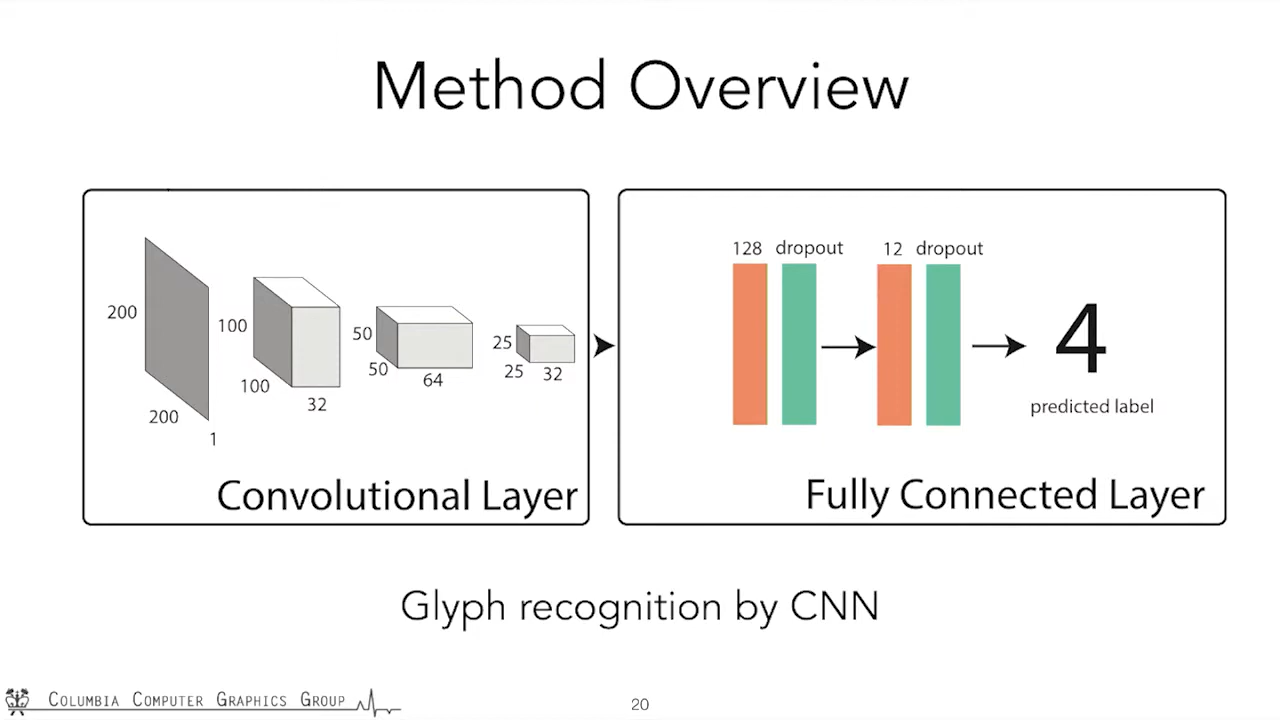 Method Overview
200
200
1
100
100
32
50
50
64
25
25
32
Convolutional Layer
128 dropout
12 dropout
4
predicted label
Fully Connected Layer
Glyph recognition by CNN
COLUMBIA COMPUTER GRAPHICS GROUP
20